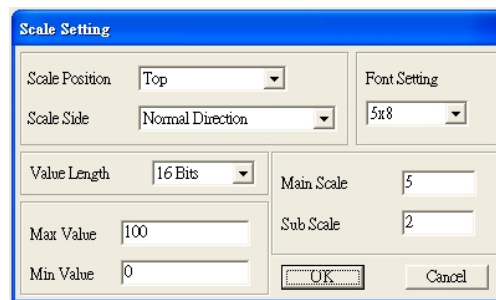 Scale Setting
Scale Position Top
Scale Side Normal Direction
Font Setting
5x8
Value Length 16 Bits
Max Value 100
Min Value 0
Main Scale 5
Sub Scale 2
OK Cancel